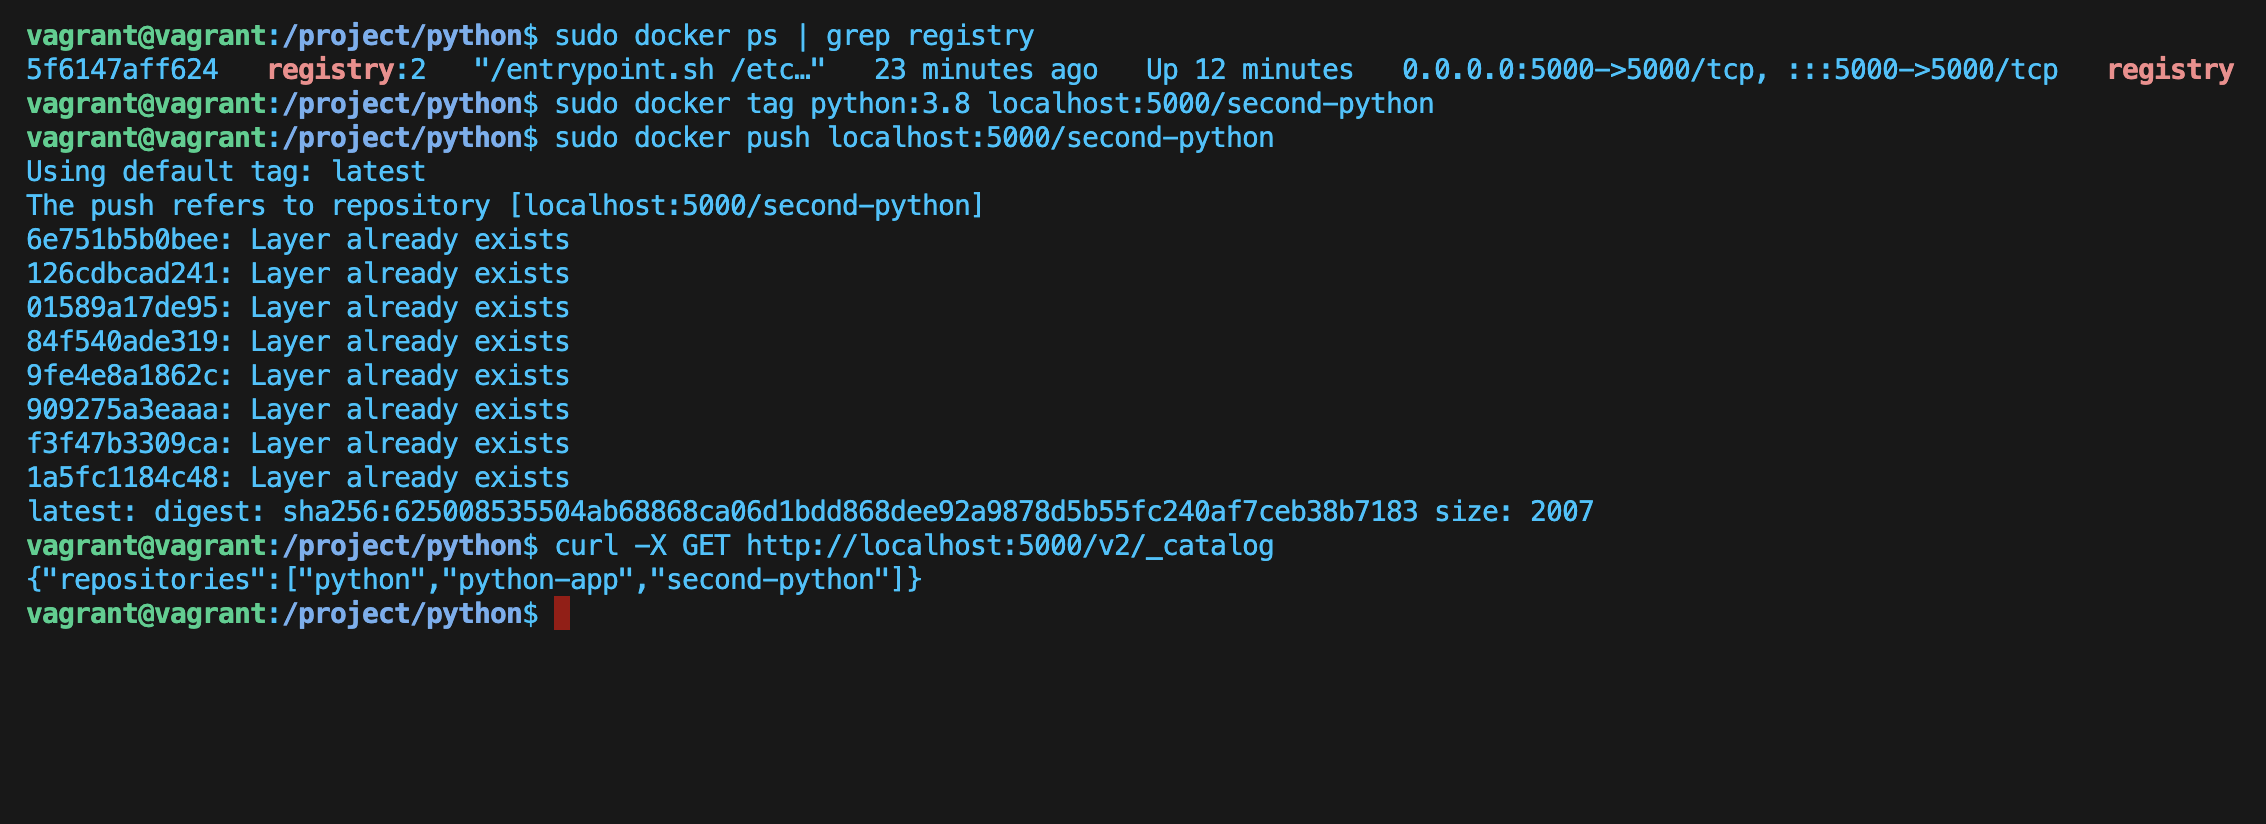 vagrant@vagrant:/project/python$ sudo docker ps | grep registry
5f6147aff624   registry:2   "/entrypoint.sh /etc…"   23 minutes ago   Up 12 minutes   0.0.0.0:5000->5000/tcp, :::5000->5000/tcp   registry
vagrant@vagrant:/project/python$ sudo docker tag python:3.8 localhost:5000/second-python
vagrant@vagrant:/project/python$ sudo docker push localhost:5000/second-python
Using default tag: latest
The push refers to repository [localhost:5000/second-python]
6e751b5b0bee: Layer already exists
126cdbcad241: Layer already exists
01589a17de95: Layer already exists
84f540ade319: Layer already exists
9fe4e8a1862c: Layer already exists
909275a3eaaa: Layer already exists
f3f47b3309ca: Layer already exists
1a5fc1184c48: Layer already exists
latest: digest: sha256:625008535504ab68868ca06d1bdd868dee92a9878d5b55fc240af7ceb38b7183 size: 2007
vagrant@vagrant:/project/python$ curl -X GET http://localhost:5000/v2/_catalog
{"repositories":["python","python-app","second-python"]}
vagrant@vagrant:/project/python$